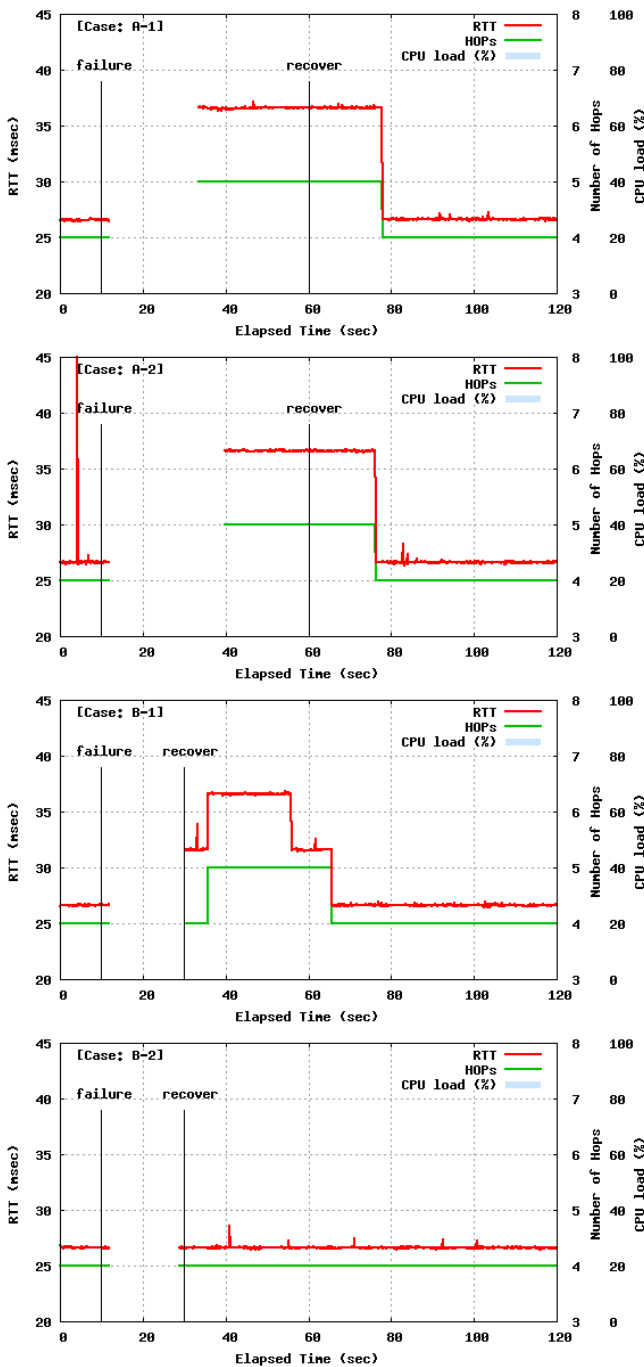 [Case: A-1]
RTT
HOPs
CPU load (%)
failure
recover
45
40
35
30
25
20
RTT (msec)
8
7
6
5
4
3
Number of Hops
100
80
60
40
20
0
CPU load (%)
0
20
40
60
80
100
120
Elapsed Time (sec)
[Case: A-2]
RTT
HOPs
CPU load (%)
failure
recover
45
40
35
30
25
20
RTT (msec)
8
7
6
5
4
3
Number of Hops
100
80
60
40
20
0
CPU load (%)
0
20
40
60
80
100
120
Elapsed Time (sec)
[Case: B-1]
RTT
HOPs
CPU load (%)
failure
recover
45
40
35
30
25
20
RTT (msec)
8
7
6
5
4
3
Number of Hops
100
80
60
40
20
0
CPU load (%)
0
20
40
60
80
100
120
Elapsed Time (sec)
[Case: B-2]
RTT
HOPs
CPU load (%)
failure
recover
45
40
35
30
25
20
RTT (msec)
8
7
6
5
4
3
Number of Hops
100
80
60
40
20
0
CPU load (%)
0
20
40
60
80
100
120
Elapsed Time (sec)